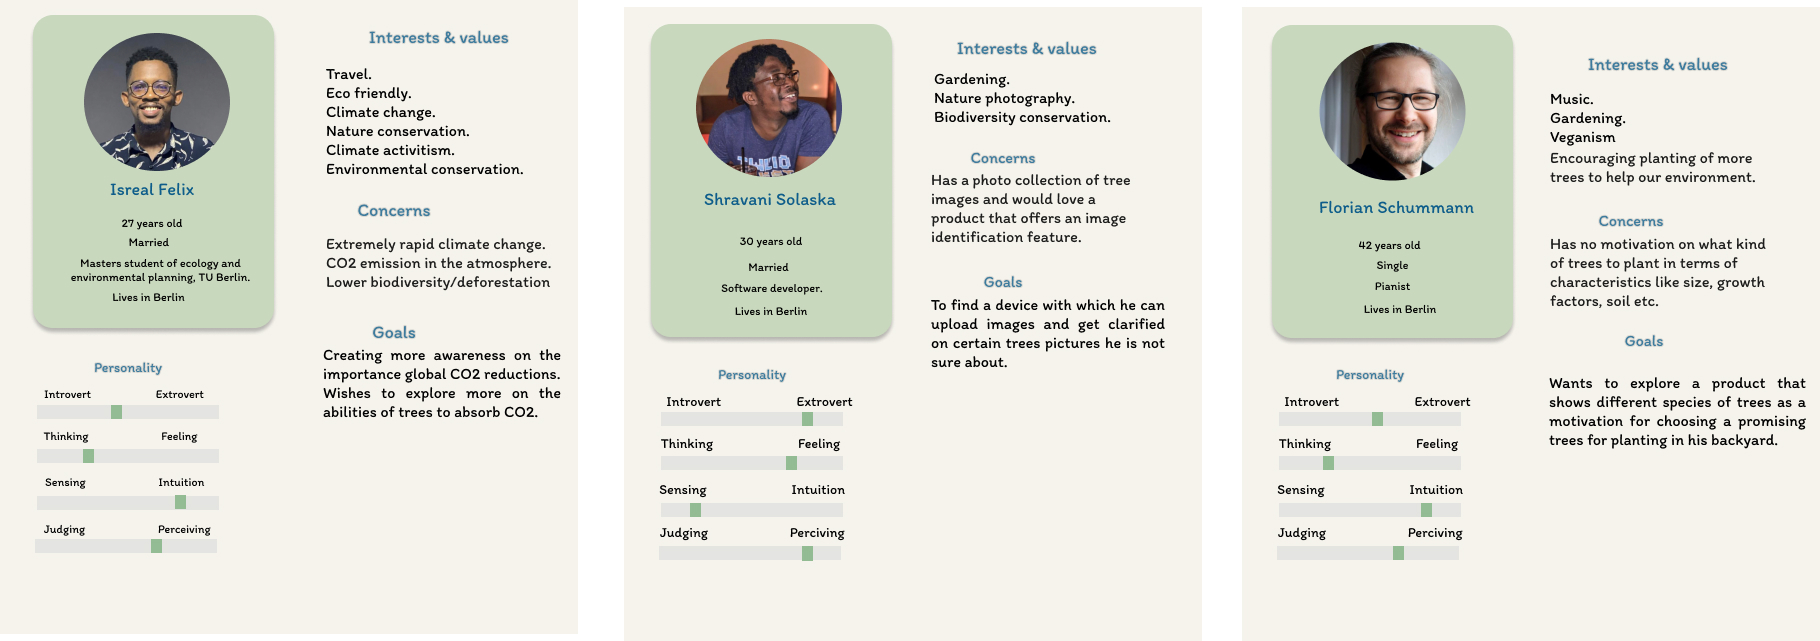 Isreal Felix
27 years old
Married
Masters student of ecology and
environmental planning, TU Berlin.
Lives in Berlin
Personality
Introvert Extrovert
Thinking Feeling
Sensing Intuition
Judging Perceiving
Interests & values
Travel.
Eco friendly.
Climate change.
Nature conservation.
Climate activitism.
Environmental conservation.
Concerns
Extremely rapid climate change.
CO2 emission in the atmosphere.
Lower biodiversity/deforestation
Goals
Creating more awareness on the
importance global CO2 reductions.
Wishes to explore more on the
abilities of trees to absorb CO2.
Shravani Solaska
30 years old
Married
Software developer.
Lives in Berlin
Personality
Introvert Extrovert
Thinking Feeling
Sensing Intuition
Judging Perciving
Interests & values
Gardening.
Nature photography.
Biodiversity conservation.
Concerns
Has a photo collection of tree
images and would love a
product that offers an image
identification feature.
Goals
To find a device with which he can
upload images and get clarified
on certain trees pictures he is not
sure about.
Florian Schummann
42 years old
Single
Pianist
Lives in Berlin
Personality
Introvert Extrovert
Thinking Feeling
Sensing Intuition
Judging Perciving
Interests & values
Music.
Gardening.
Veganism
Encouraging planting of more
trees to help our environment.
Concerns
Has no motivation on what kind
of trees to plant in terms of
characteristics like size, growth
factors, soil etc.
Goals
Wants to explore a product that
shows different species of trees as a
motivation for choosing a promising
trees for planting in his backyard.